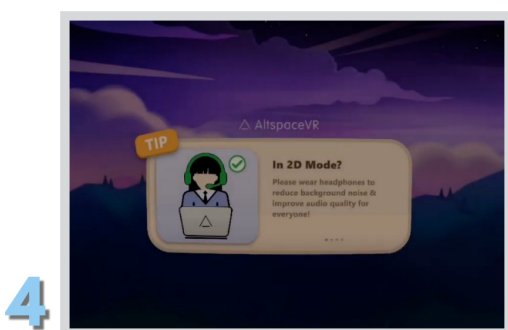 AltspaceVR
TIP
In 2D Mode?
Please wear headphones to
reduce background noise &
improve audio quality for
everyone!
4